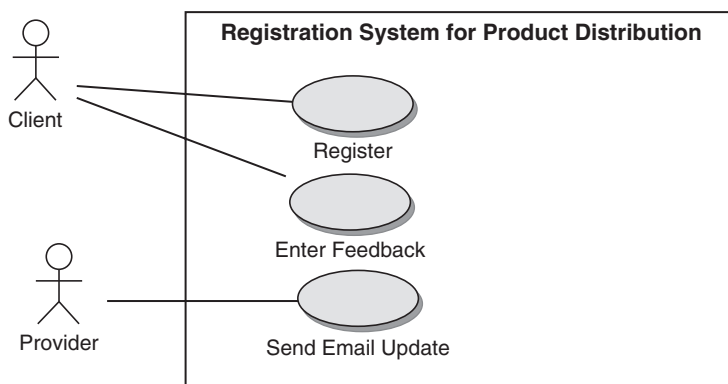 Registration System for Product Distribution
Client
Register
Enter Feedback
Provider
Send Email Update